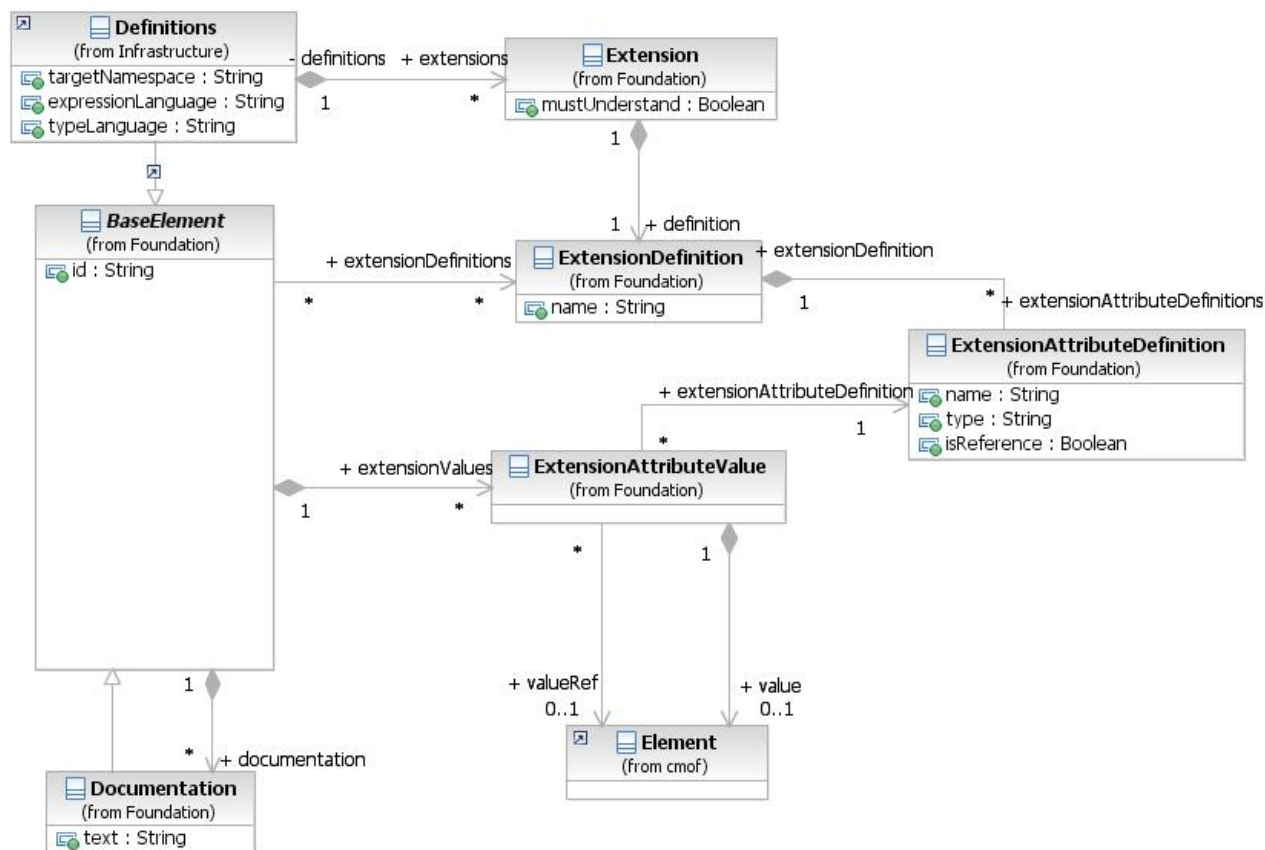 Definitions
(from Infrastructure)
targetNamespace : String
expressionLanguage : String
typeLanguage : String
- definitions
+ extensions
1
*
Extension
(from Foundation)
mustUnderstand : Boolean
1
1
+ definition
BaseElement
(from Foundation)
id : String
+ extensionDefinitions
*
*
ExtensionDefinition
(from Foundation)
name : String
+ extensionDefinition
1
*
+ extensionAttributeDefinitions
ExtensionAttributeDefinition
(from Foundation)
name : String
type : String
isReference : Boolean
+ extensionAttributeDefinition
1
*
+ extensionValues
1
*
ExtensionAttributeValue
(from Foundation)
*
1
+ valueRef
0..1
+ value
0..1
Element
(from cmof)
1
*
+ documentation
Documentation
(from Foundation)
text : String